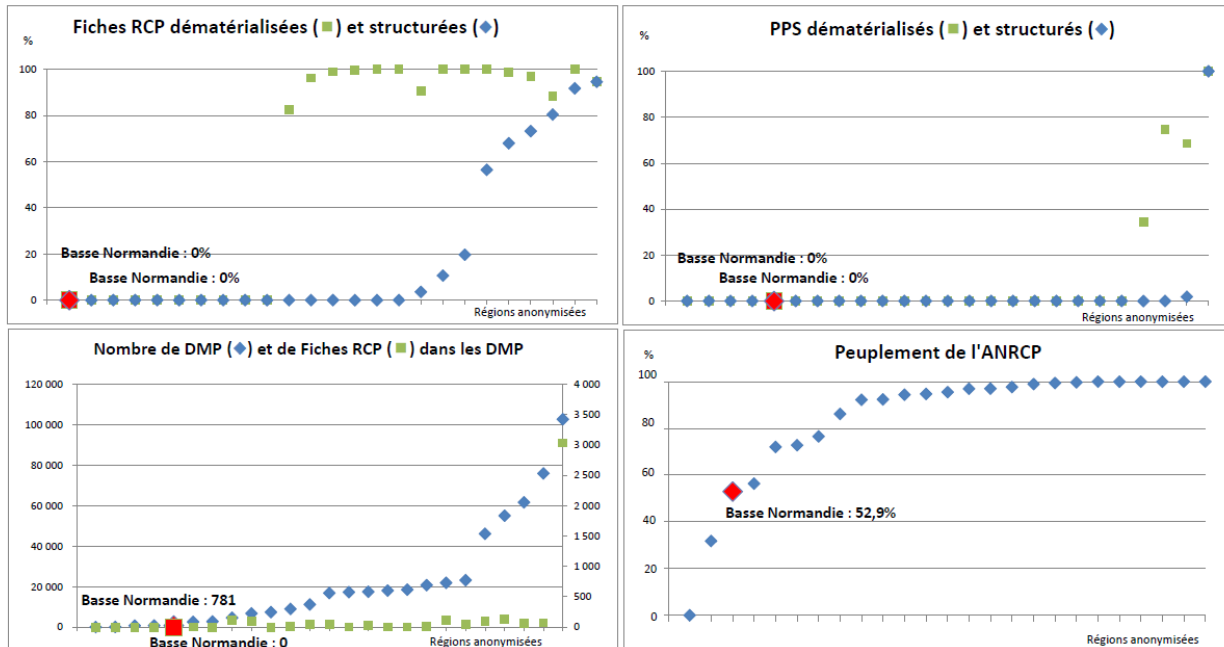 Fiches RCP dématérialisées (■) et structurées (◆)
%
100
80
60
40
20
0
Basse Normandie : 0%
Basse Normandie : 0%
Régions anonymisées
PPS dématérialisés (■) et structurés (◆)
%
100
80
60
40
20
0
Basse Normandie : 0%
Basse Normandie : 0%
Régions anonymisées
Nombre de DMP (◆) et de Fiches RCP (■) dans les DMP
120 000
100 000
80 000
60 000
40 000
20 000
0
4 000
3 500
3 000
2 500
2 000
1 500
1 000
500
0
Basse Normandie : 781
Basse Normandie : 0
Régions anonymisées
Peuplement de l'ANRCP
%
100
80
60
40
20
0
Basse Normandie : 52,9%
Régions anonymisées